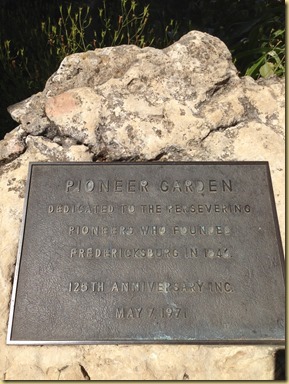 PIONEER GARDEN
DEDICATED TO THE PERSEVERING
PIONEERS WHO FOUNDED
FREDERICKSBURG IN 1846
125TH ANNIVERSARY INC.
MAY 7 1971